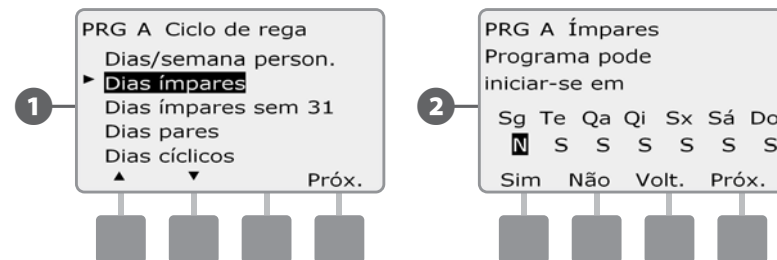 1
PRG A Ciclo de rega
Dias/semana person.
Dias ímpares
Dias ímpares sem 31
Dias pares
Dias cíclicos
Próx.
2
PRG A Ímpares
Programa pode
iniciar-se em
Sg Te Qa Qi Sx Sá Do
N S S S S S S
Sim Não Volt. Próx.